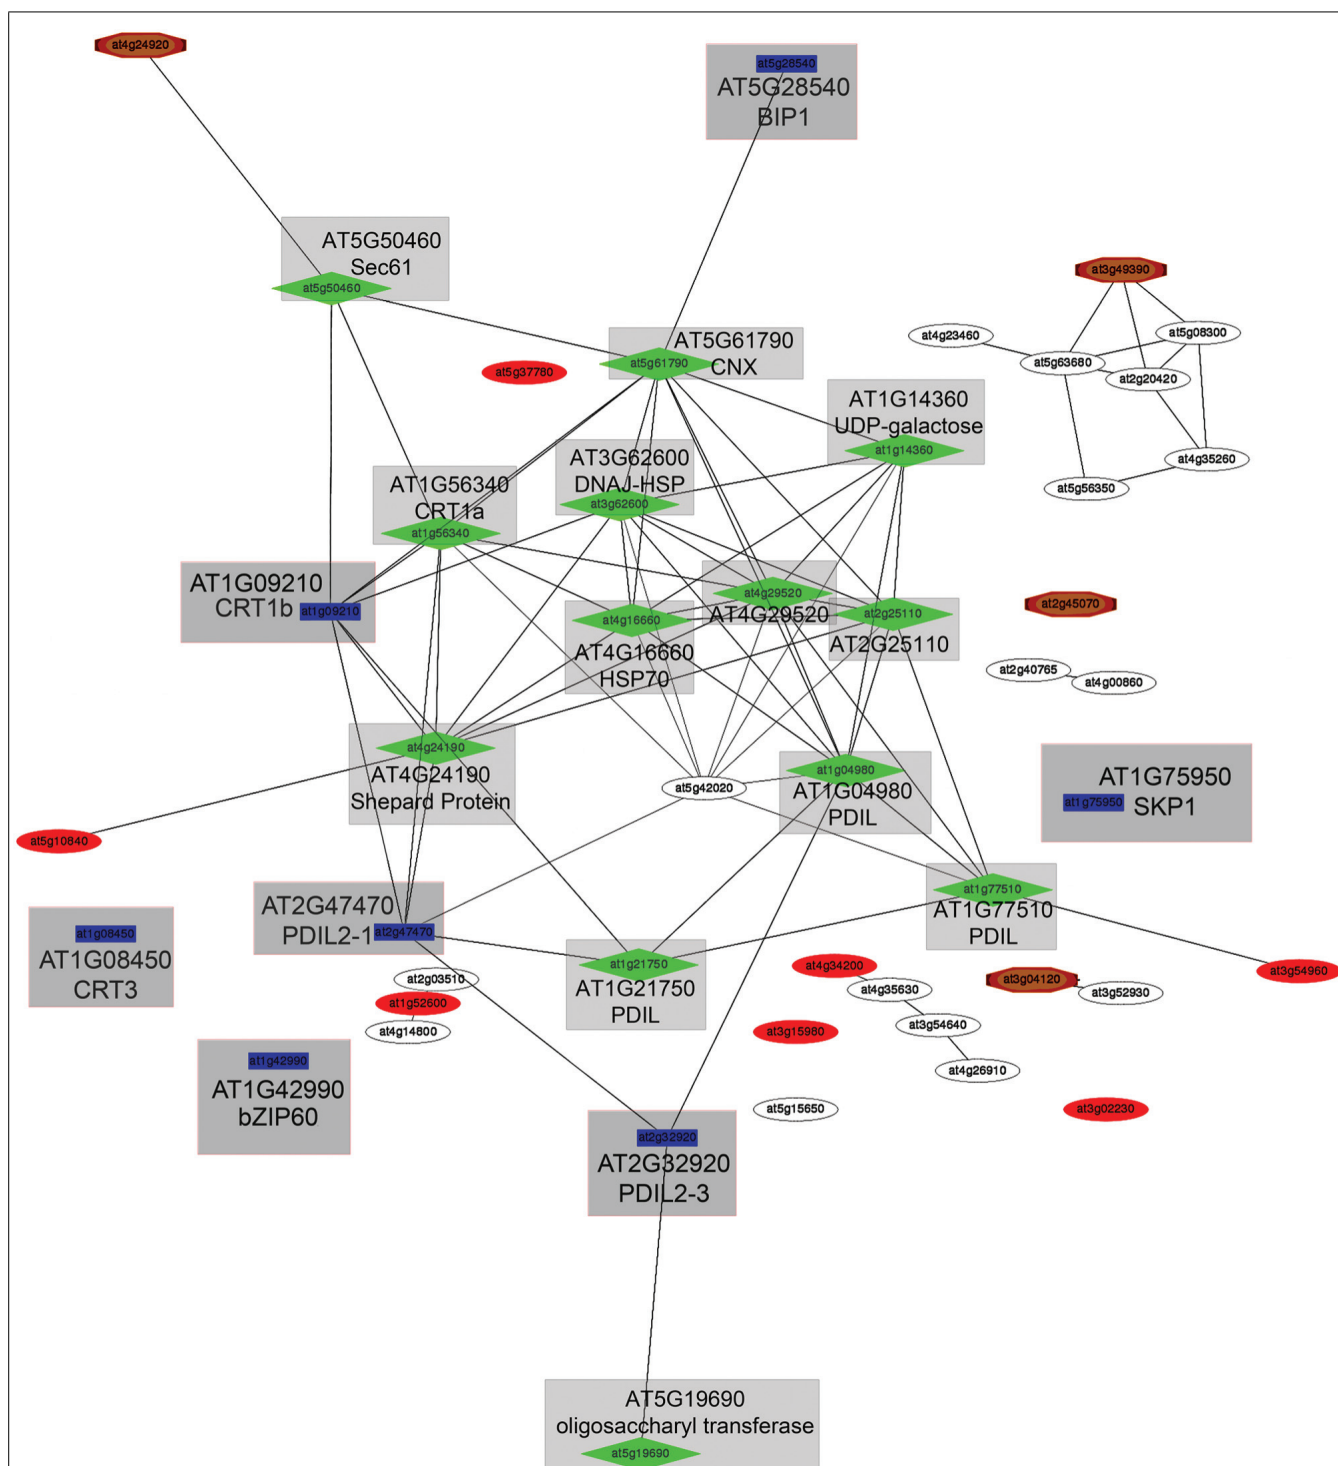 at4g24920
at5g28540
AT5G28540
BIP1
AT5G50460
Sec61
at5g50460
at3g49390
at4g23460
at5g08300
at5g63680
at2g20420
at4g35260
at5g56350
AT5G61790
CNX
at5g61790
at5g37780
AT1G14360
UDP-galactose
at1g14360
AT3G62600
DNAJ-HSP
at3g62600
AT1G56340
CRT1a
at1g56340
AT1G09210
CRT1b
at1g09210
at4g29520
AT4G29520
at4g16660
AT4G16660
HSP70
at2g25110
AT2G25110
at2g45070
at2g40765
at4g00860
at4g24190
AT4G24190
Shepard Protein
at5g42020
at1g04980
AT1G04980
PDIL
AT1G75950
at1g75950
SKP1
at5g10840
AT2G47470
PDIL2-1
at2g47470
at1g77510
AT1G77510
PDIL
at1g08450
AT1G08450
CRT3
at2g03510
at1g52600
at4g14800
at1g21750
AT1G21750
PDIL
at4g34200
at4g35630
at3g54640
at4g26910
at3g04120
at3g52930
at3g54960
at3g15980
at5g15650
at3g02230
at1g42990
AT1G42990
bZIP60
at2g32920
AT2G32920
PDIL2-3
AT5G19690
oligosaccharyl transferase
at5g19690